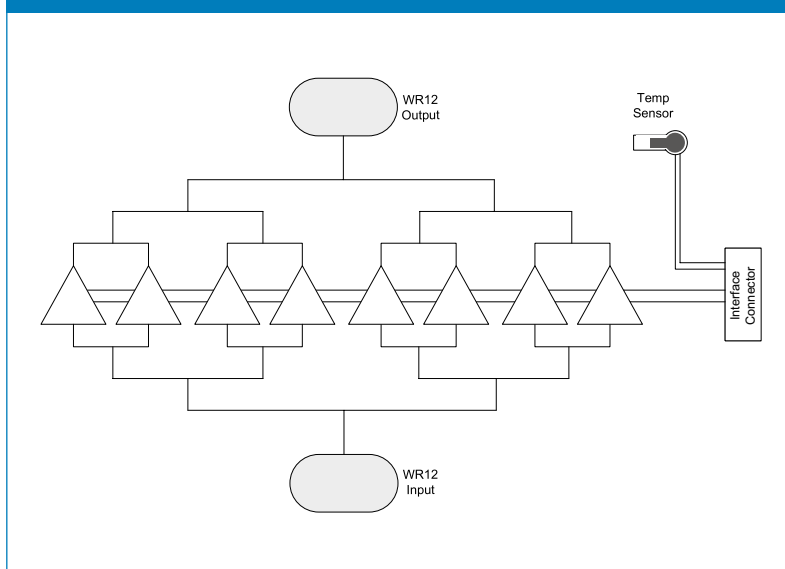 WR12
Output
Temp
Sensor
Interface
Connector
WR12
Input